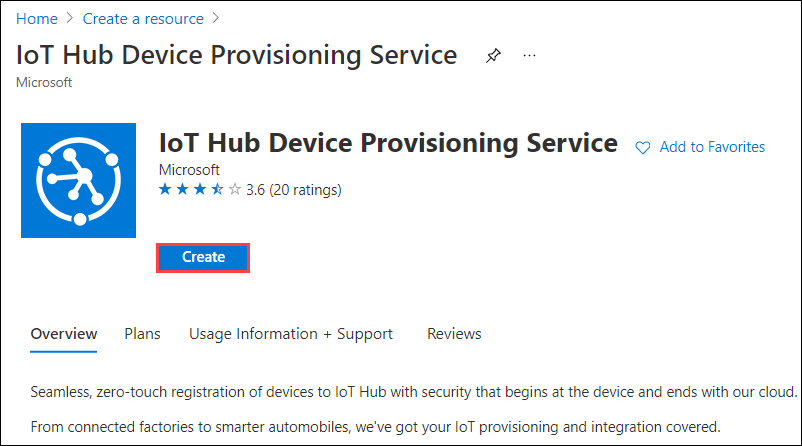 Home > Create a resource >
IoT Hub Device Provisioning Service
...
Microsoft
IoT Hub Device Provisioning Service
Add to Favorites
Microsoft
3.6 (20 ratings)
Create
Overview Plans Usage Information + Support Reviews
Seamless, zero-touch registration of devices to IoT Hub with security that begins at the device and ends with our cloud.
From connected factories to smarter automobiles, we've got your IoT provisioning and integration covered.